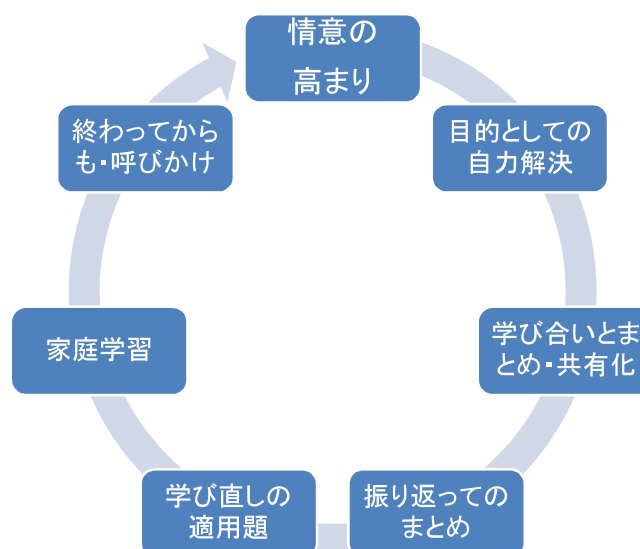 情意の
高まり
目的としての
自力解決
学び合いとま
とめ・共有化
振り返っての
まとめ
学び直しの
適用題
家庭学習
終わってから
も・呼びかけ